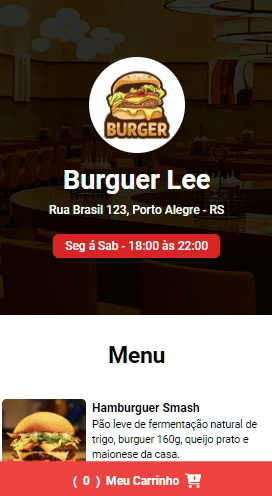 BURGER
Burguer Lee
Rua Brasil 123, Porto Alegre - RS
Seg á Sab - 18:00 às 22:00
Menu
Hamburguer Smash
Pão leve de fermentação natural de
trigo, burguer 160g, queijo prato e
maionese da casa.
( 0 ) Meu Carrinho